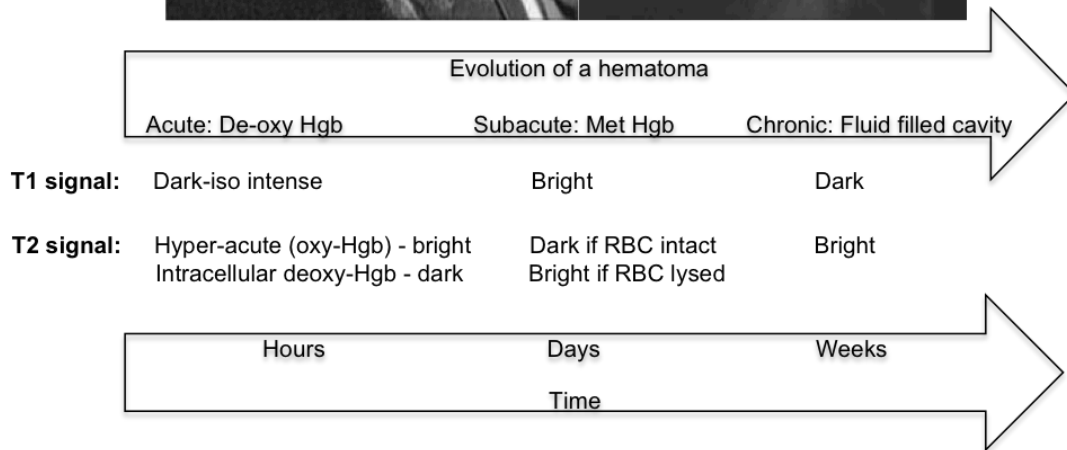 Evolution of a hematoma
Acute: De-oxy Hgb Subacute: Met Hgb Chronic: Fluid filled cavity
T1 signal: Dark-iso intense Bright Dark
T2 signal: Hyper-acute (oxy-Hgb) - bright Dark if RBC intact Bright
Intracellular deoxy-Hgb - dark Bright if RBC lysed
Hours Days Weeks
Time